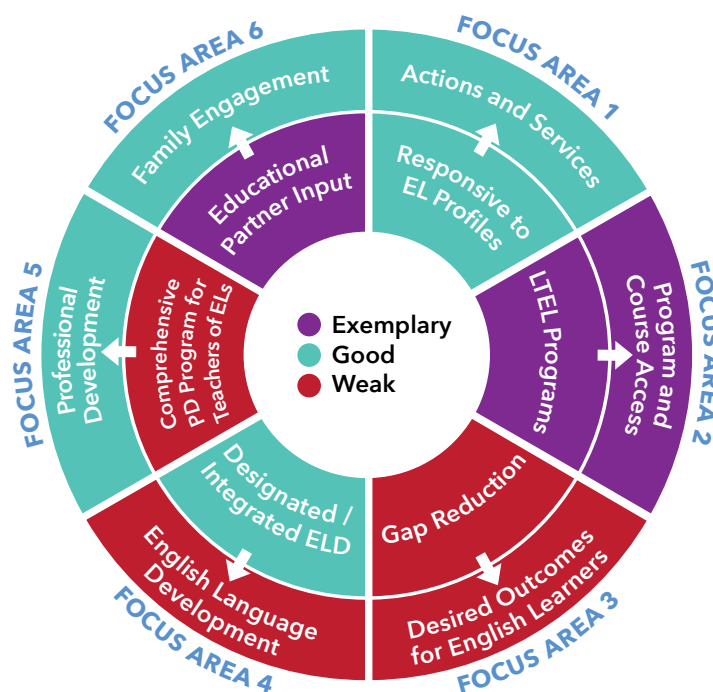 FOCUS AREA 1
Actions and Services
Responsive to
EL Profiles
FOCUS AREA 2
Program and
Course Access
LTEL Programs
FOCUS AREA 3
Desired Outcomes
for English Learners
Gap Reduction
FOCUS AREA 4
English Language
Development
Designated /
Integrated ELD
FOCUS AREA 5
Professional
Development
Comprehensive
PD Program for
Teachers of ELs
FOCUS AREA 6
Family Engagement
Educational
Partner Input
Exemplary
Good
Weak